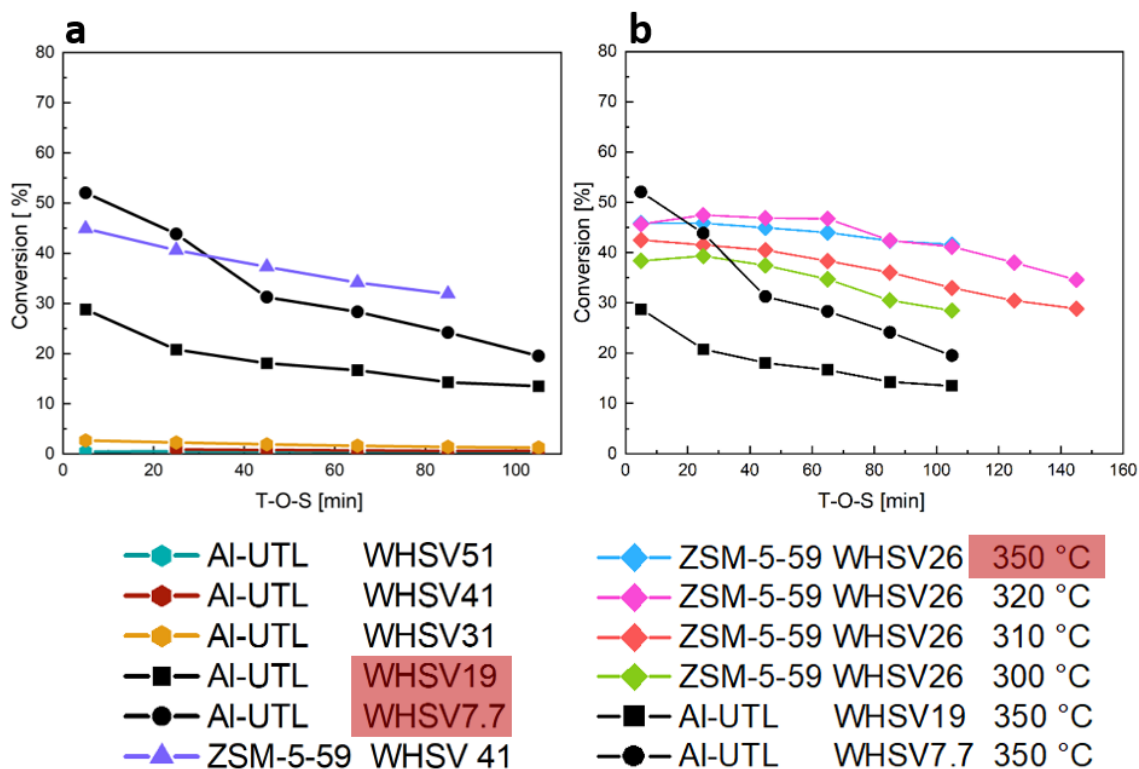 a
80
70
60
50
40
30
20
10
0
Conversion [ %]
0 20 40 60 80 100
T-O-S [min]
b
80
70
60
50
40
30
20
10
0
Conversion [%]
0 20 40 60 80 100 120 140 160
T-O-S [min]
Al-UTL WHSV51
Al-UTL WHSV41
Al-UTL WHSV31
Al-UTL WHSV19
Al-UTL WHSV7.7
ZSM-5-59 WHSV 41
ZSM-5-59 WHSV26 350 °C
ZSM-5-59 WHSV26 320 °C
ZSM-5-59 WHSV26 310 °C
ZSM-5-59 WHSV26 300 °C
Al-UTL WHSV19 350 °C
Al-UTL WHSV7.7 350 °C